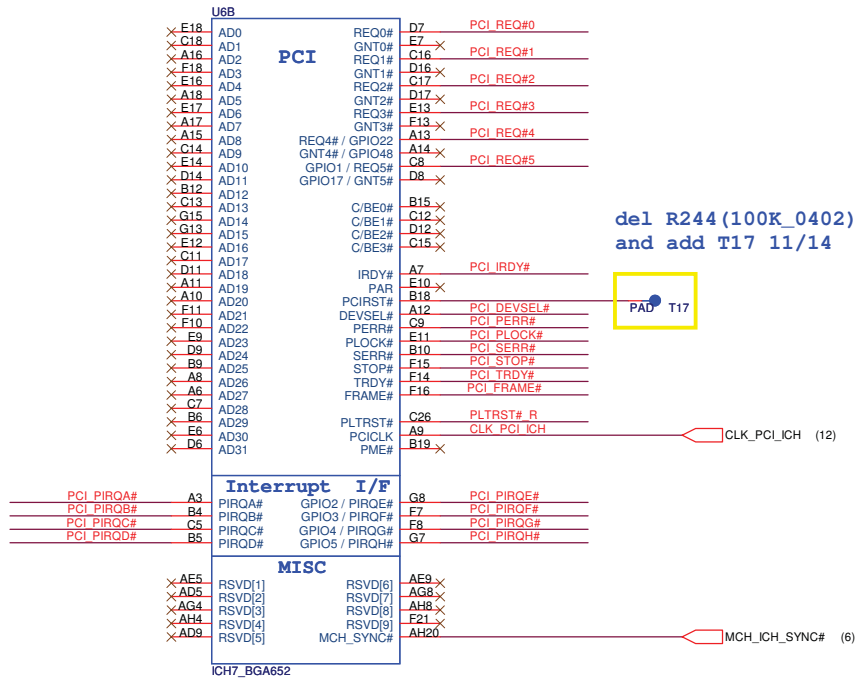 U6B
E18 AD0 REQ0# D7 PCI_REQ#0
C18 AD1 GNT0# E7
A16 AD2 PCI REQ1# C16 PCI_REQ#1
F18 AD3 GNT1# D16
E16 AD4 REQ2# C17 PCI_REQ#2
A18 AD5 GNT2# D17
E17 AD6 REQ3# E13 PCI_REQ#3
A17 AD7 GNT3# F13
A15 AD8 REQ4# / GPIO22 A13 PCI_REQ#4
C14 AD9 GNT4# / GPIO48 A14
E14 AD10 GPIO1 / REQ5# C8 PCI_REQ#5
D14 AD11 GPIO17 / GNT5# D8
B12 AD12
C13 AD13 C/BE0# B15
G15 AD14 C/BE1# C12
G13 AD15 C/BE2# D12
E12 AD16 C/BE3# C15
C11 AD17
D11 AD18 IRDY# A7 PCI_IRDY#
A11 AD19 PAR E10
A10 AD20 PCIRST# B18
F11 AD21 DEVSEL# A12 PCI_DEVSEL#
F10 AD22 PERR# C9 PCI_PERR#
E9 AD23 PLOCK# E11 PCI_PLOCK#
D9 AD24 SERR# B10 PCI_SERR#
B9 AD25 STOP# F15 PCI_STOP#
A8 AD26 TRDY# F14 PCI_TRDY#
A6 AD27 FRAME# F16 PCI_FRAME#
C7 AD28
B6 AD29 PLTRST# C26 PLTRST#_R
E6 AD30 PCICLK A9 CLK_PCI_ICH
D6 AD31 PME# B19
del R244(100K_0402)
and add T17 11/14
PAD T17
CLK_PCI_ICH (12)
Interrupt I/F
PCI_PIRQA# A3 PIRQA# GPIO2 / PIRQE# G8 PCI_PIRQE#
PCI_PIRQB# B4 PIRQB# GPIO3 / PIRQF# F7 PCI_PIRQF#
PCI_PIRQC# C5 PIRQC# GPIO4 / PIRQG# F8 PCI_PIRQG#
PCI_PIRQD# B5 PIRQD# GPIO5 / PIRQH# G7 PCI_PIRQH#
MISC
AE5 RSVD[1] RSVD[6] AE9
AD5 RSVD[2] RSVD[7] AG8
AG4 RSVD[3] RSVD[8] AH8
AH4 RSVD[4] RSVD[9] F21
AD9 RSVD[5] MCH_SYNC# AH20
MCH_ICH_SYNC# (6)
ICH7_BGA652